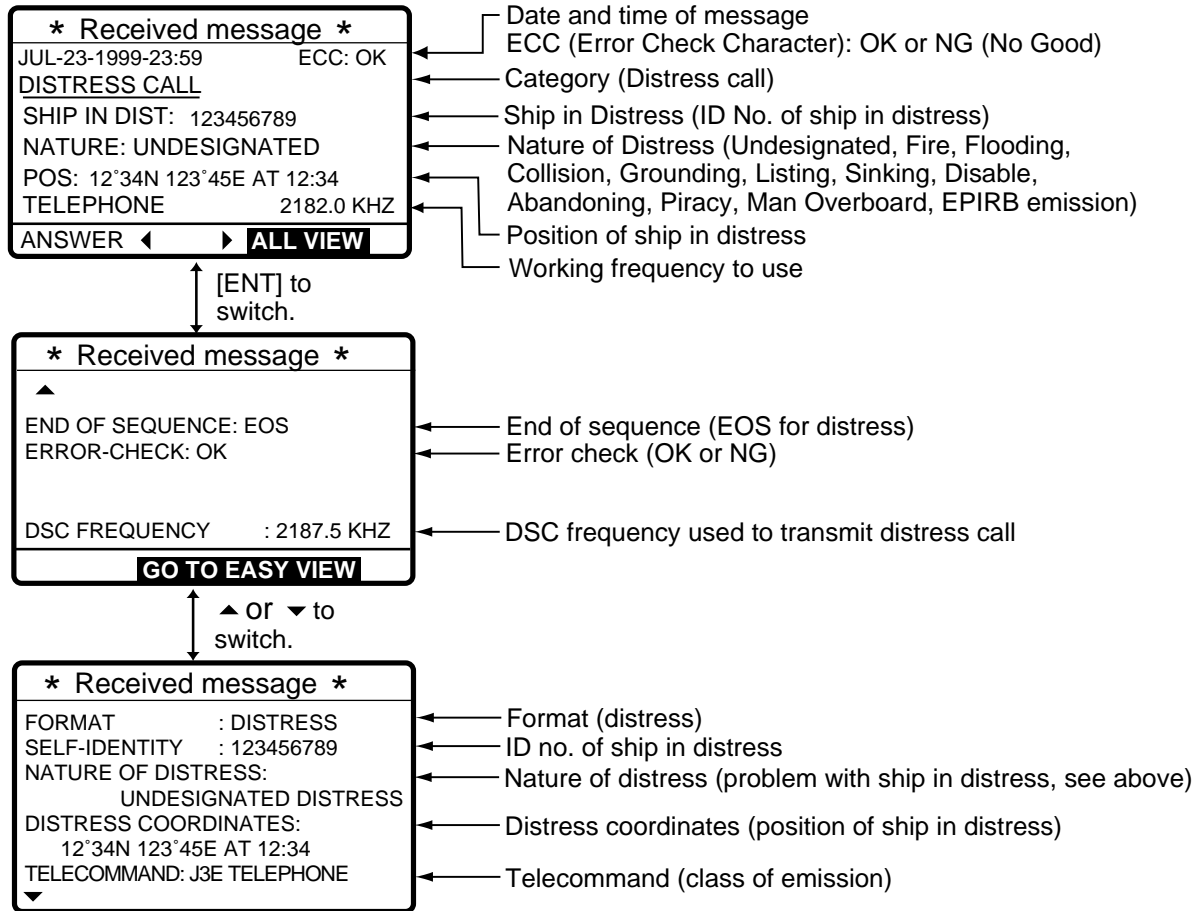 * Received message *
JUL-23-1999-23:59 ECC: OK
DISTRESS CALL
SHIP IN DIST: 123456789
NATURE: UNDESIGNATED
POS: 12°34N 123°45E AT 12:34
TELEPHONE 2182.0 KHZ
ANSWER ◀ ▶ ALL VIEW
Date and time of message
ECC (Error Check Character): OK or NG (No Good)
Category (Distress call)
Ship in Distress (ID No. of ship in distress)
Nature of Distress (Undesignated, Fire, Flooding,
Collision, Grounding, Listing, Sinking, Disable,
Abandoning, Piracy, Man Overboard, EPIRB emission)
Position of ship in distress
Working frequency to use
[ENT] to
switch.
* Received message *
▲
END OF SEQUENCE: EOS
ERROR-CHECK: OK
DSC FREQUENCY : 2187.5 KHZ
GO TO EASY VIEW
End of sequence (EOS for distress)
Error check (OK or NG)
DSC frequency used to transmit distress call
▲ or ▼ to
switch.
* Received message *
FORMAT : DISTRESS
SELF-IDENTITY : 123456789
NATURE OF DISTRESS:
UNDESIGNATED DISTRESS
DISTRESS COORDINATES:
12°34N 123°45E AT 12:34
TELECOMMAND: J3E TELEPHONE
▼
Format (distress)
ID no. of ship in distress
Nature of distress (problem with ship in distress, see above)
Distress coordinates (position of ship in distress)
Telecommand (class of emission)